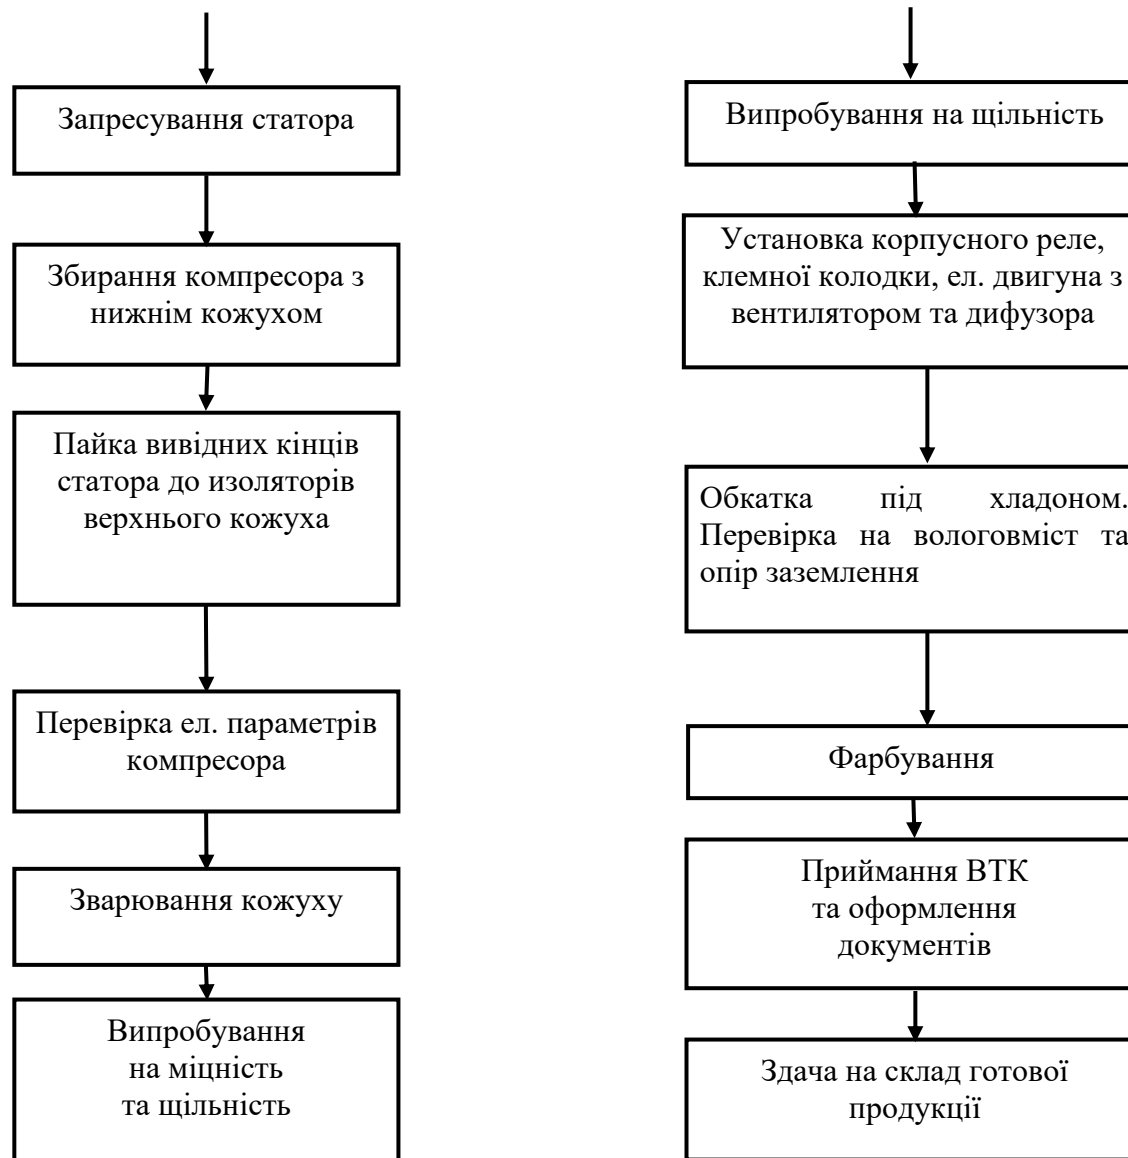 Запресування статора
Збирання компресора з
нижнім кожухом
Пайка вивідних кінців
статора до изоляторів
верхнього кожуха
Перевірка ел. параметрів
компресора
Зварювання кожуху
Випробування
на міцність
та щільність
Випробування на щільність
Установка корпусного реле,
клемної колодки, ел. двигуна з
вентилятором та дифузора
Обкатка під хладоном.
Перевірка на вологовміст та
опір заземлення
Фарбування
Приймання ВТК
та оформлення
документів
Здача на склад готової
продукції